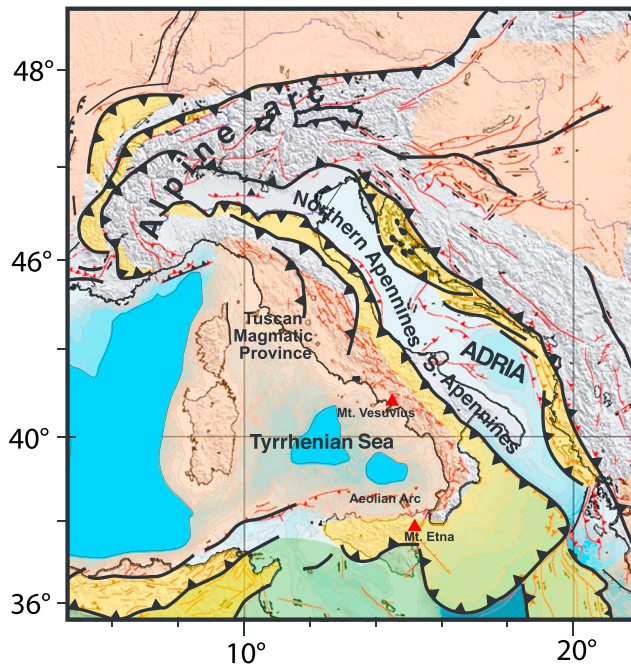 48°
Alpine arc
Northern Apennines
46°
Tuscan
Magmatic
Province
ADRIA
S. Apennines
Mt. Vesuvius
40°
Tyrrhenian Sea
Aeolian Arc
Mt. Etna
36°
10°
20°